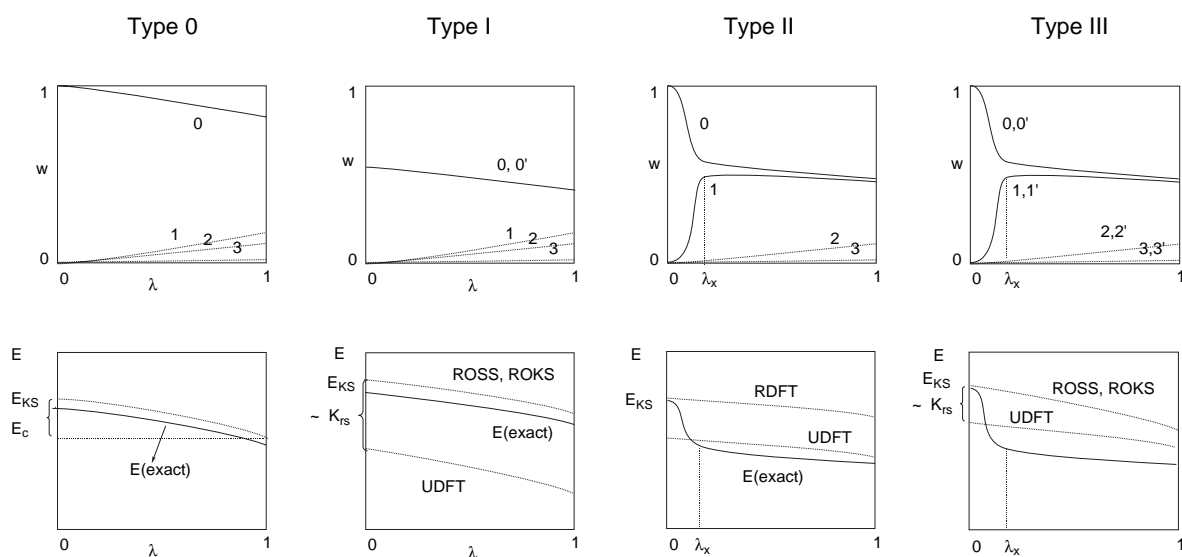 Type 0
Type I
Type II
Type III
1
0
w
1
2
3
0
0
λ
1
1
0, 0'
w
1
2
3
0
0
λ
1
1
0
w
1
2
3
0
0
λx
1
1
0,0'
w
1,1'
2,2'
3,3'
0
0
λx
1
E
EKS
Ec
E(exact)
0
λ
1
E
EKS
~ Krs
ROSS, ROKS
E(exact)
UDFT
0
λ
1
E
EKS
RDFT
UDFT
E(exact)
0
λx
1
E
EKS
~ Krs
ROSS, ROKS
UDFT
0
λx
1